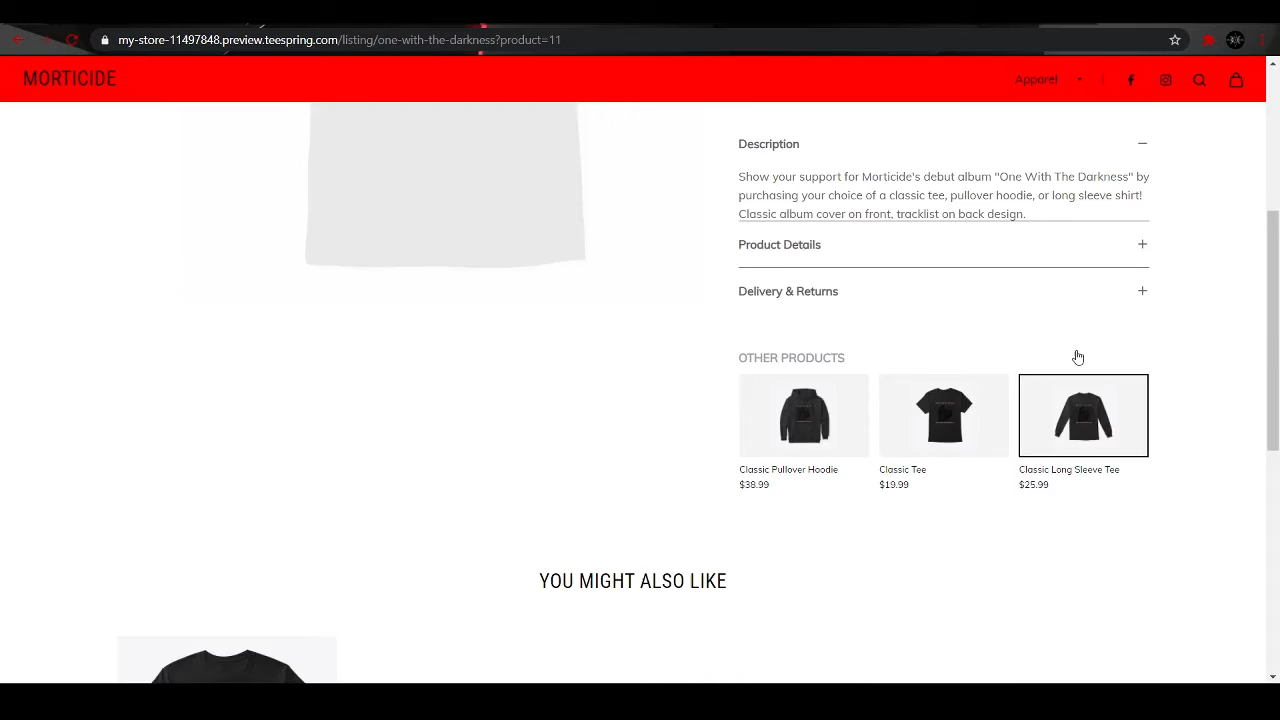 my-store-11497848.preview.teespring.com/listing/one-with-the-darkness?product=11
MORTICIDE
Apparel
Description
Show your support for Morticide's debut album "One With The Darkness" by
purchasing your choice of a classic tee, pullover hoodie, or long sleeve shirt!
Classic album cover on front, tracklist on back design.
Product Details
Delivery & Returns
OTHER PRODUCTS
Classic Pullover Hoodie
$38.99
Classic Tee
$19.99
Classic Long Sleeve Tee
$25.99
YOU MIGHT ALSO LIKE